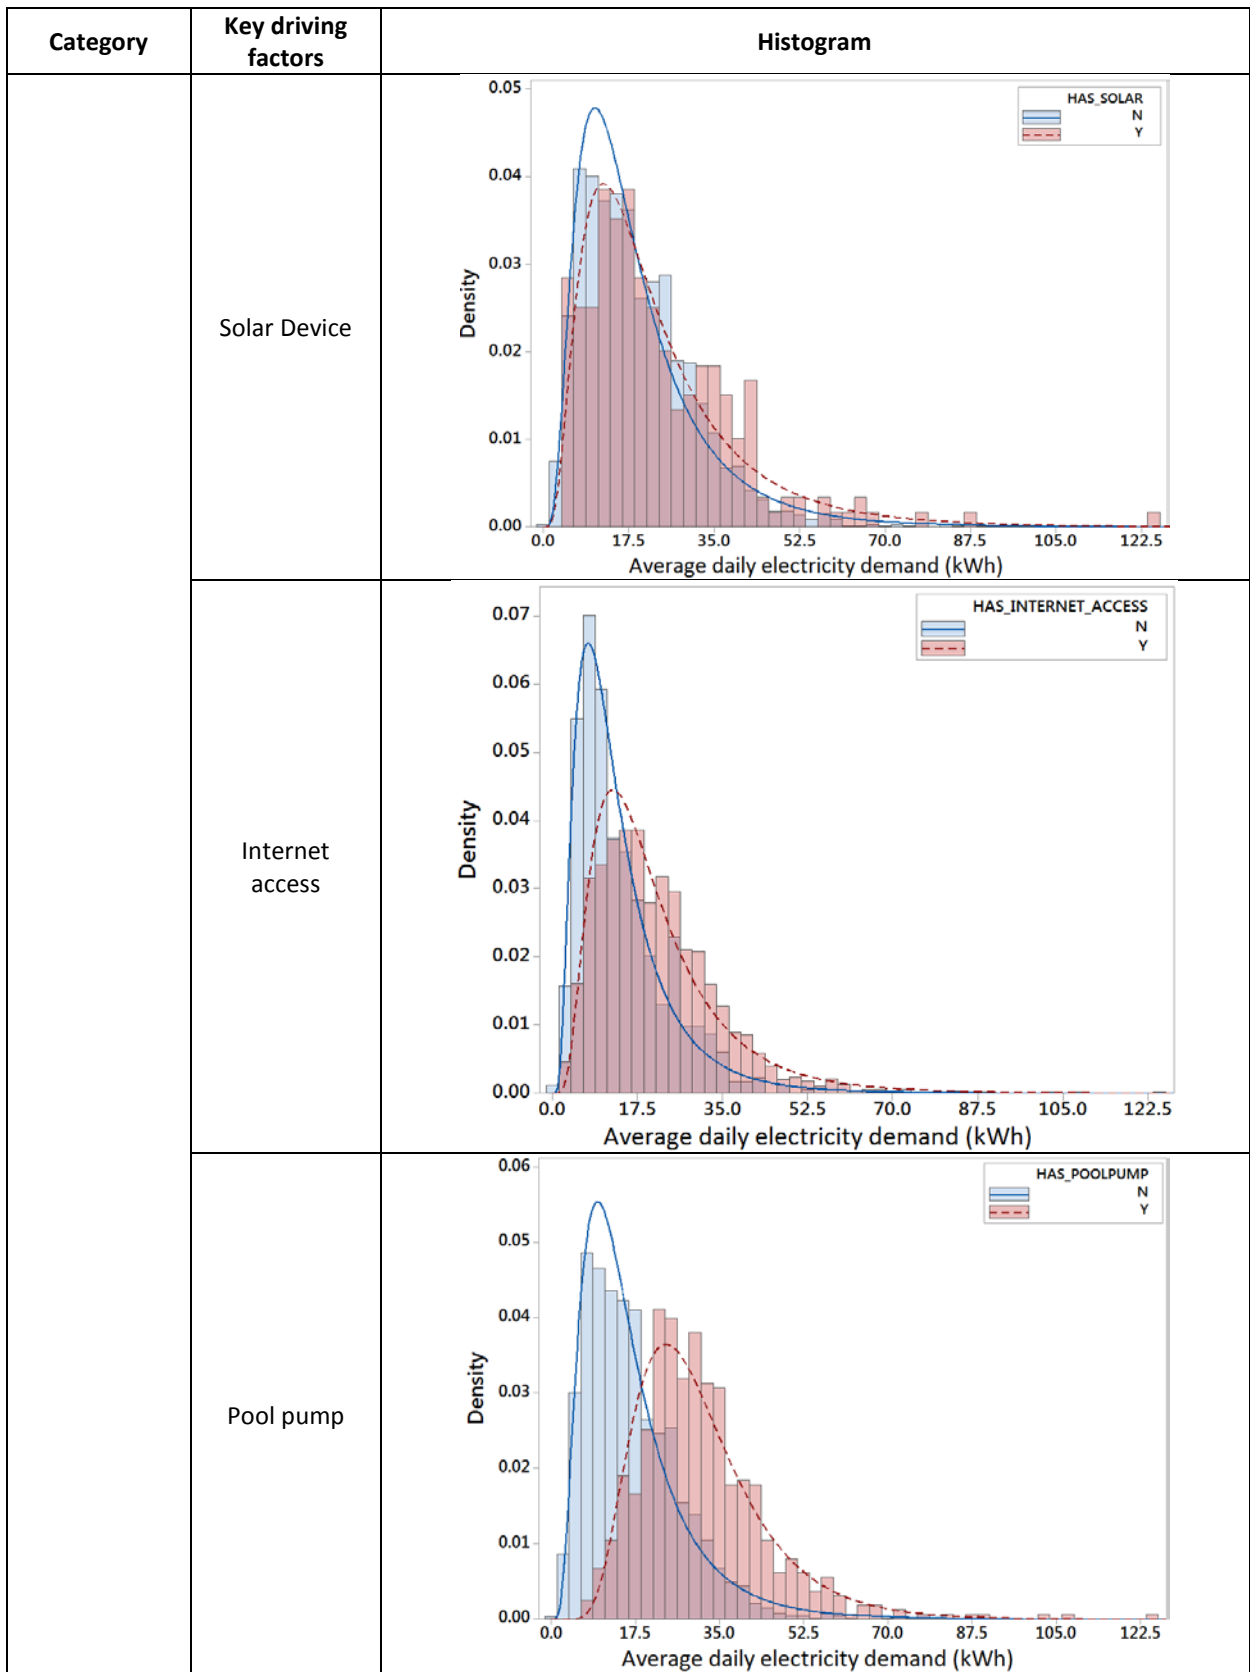 Category
Key driving
factors
Histogram
Solar Device
HAS_SOLAR
N
Y
Density
0.05
0.04
0.03
0.02
0.01
0.00
0.0 17.5 35.0 52.5 70.0 87.5 105.0 122.5
Average daily electricity demand (kWh)
Internet
access
HAS_INTERNET_ACCESS
N
Y
Density
0.07
0.06
0.05
0.04
0.03
0.02
0.01
0.00
0.0 17.5 35.0 52.5 70.0 87.5 105.0 122.5
Average daily electricity demand (kWh)
Pool pump
HAS_POOLPUMP
N
Y
Density
0.06
0.05
0.04
0.03
0.02
0.01
0.00
0.0 17.5 35.0 52.5 70.0 87.5 105.0 122.5
Average daily electricity demand (kWh)